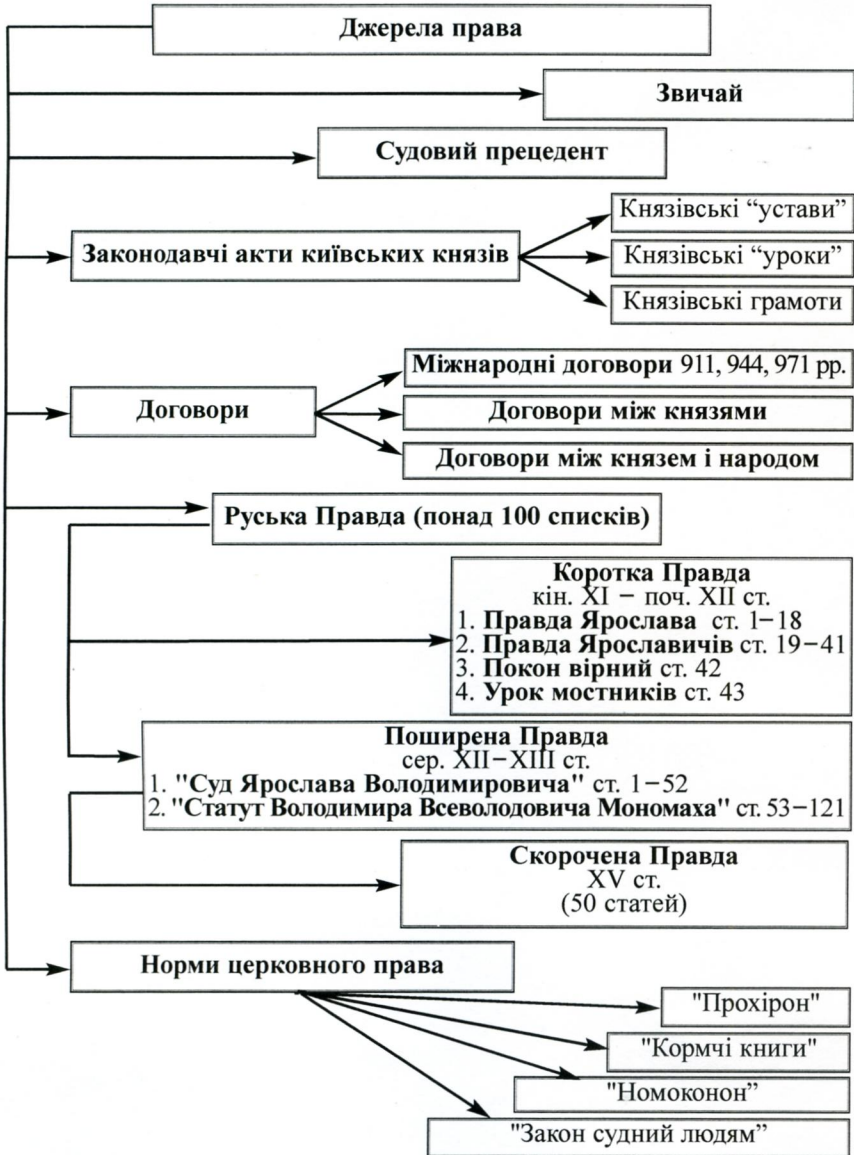 Джерела права
Звичай
Судовий прецедент
Законодавчі акти київських князів
Князівські “устави”
Князівські “уроки”
Князівські грамоти
Договори
Міжнародні договори 911, 944, 971 рр.
Договори між князями
Договори між князем і народом
Руська Правда (понад 100 списків)
Коротка Правда
кін. XI – поч. XII ст.
1. Правда Ярослава ст. 1–18
2. Правда Ярославичів ст. 19–41
3. Покон вірний ст. 42
4. Урок мостників ст. 43
Поширена Правда
сер. XII–XIII ст.
1. "Суд Ярослава Володимировича" ст. 1–52
2. "Статут Володимира Всеволодовича Мономаха" ст. 53–121
Скорочена Правда
XV ст.
(50 статей)
Норми церковного права
"Прохірон"
"Кормчі книги"
"Номоконон”
"Закон судний людям”